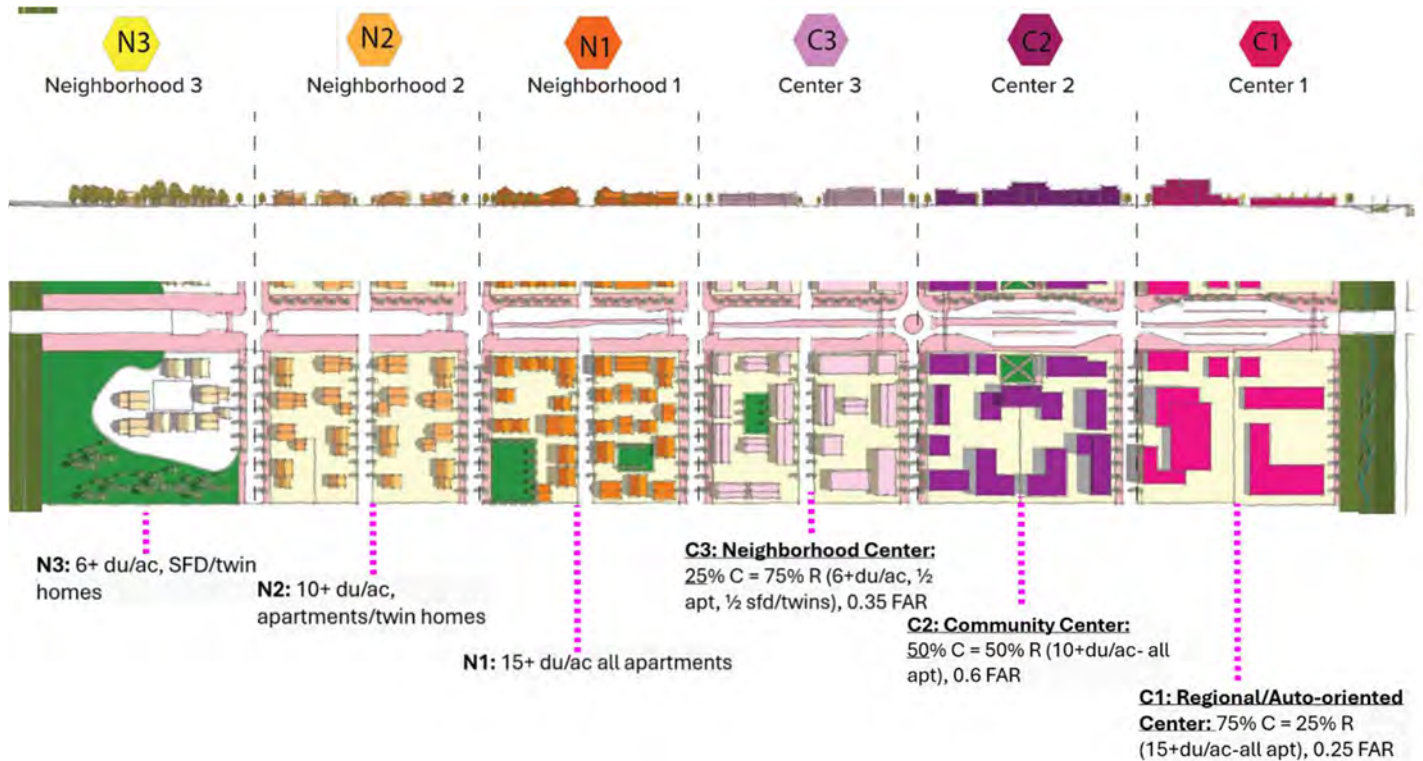 N3
N2
N1
C3
C2
C1
Neighborhood 3
Neighborhood 2
Neighborhood 1
Center 3
Center 2
Center 1
N3: 6+ du/ac, SFD/twin
homes
N2: 10+ du/ac,
apartments/twin homes
N1: 15+ du/ac all apartments
C3: Neighborhood Center:
25% C = 75% R (6+du/ac, ½
apt, ½ sfd/twins), 0.35 FAR
C2: Community Center:
50% C = 50% R (10+du/ac- all
apt), 0.6 FAR
C1: Regional/Auto-oriented
Center: 75% C = 25% R
(15+du/ac-all apt), 0.25 FAR